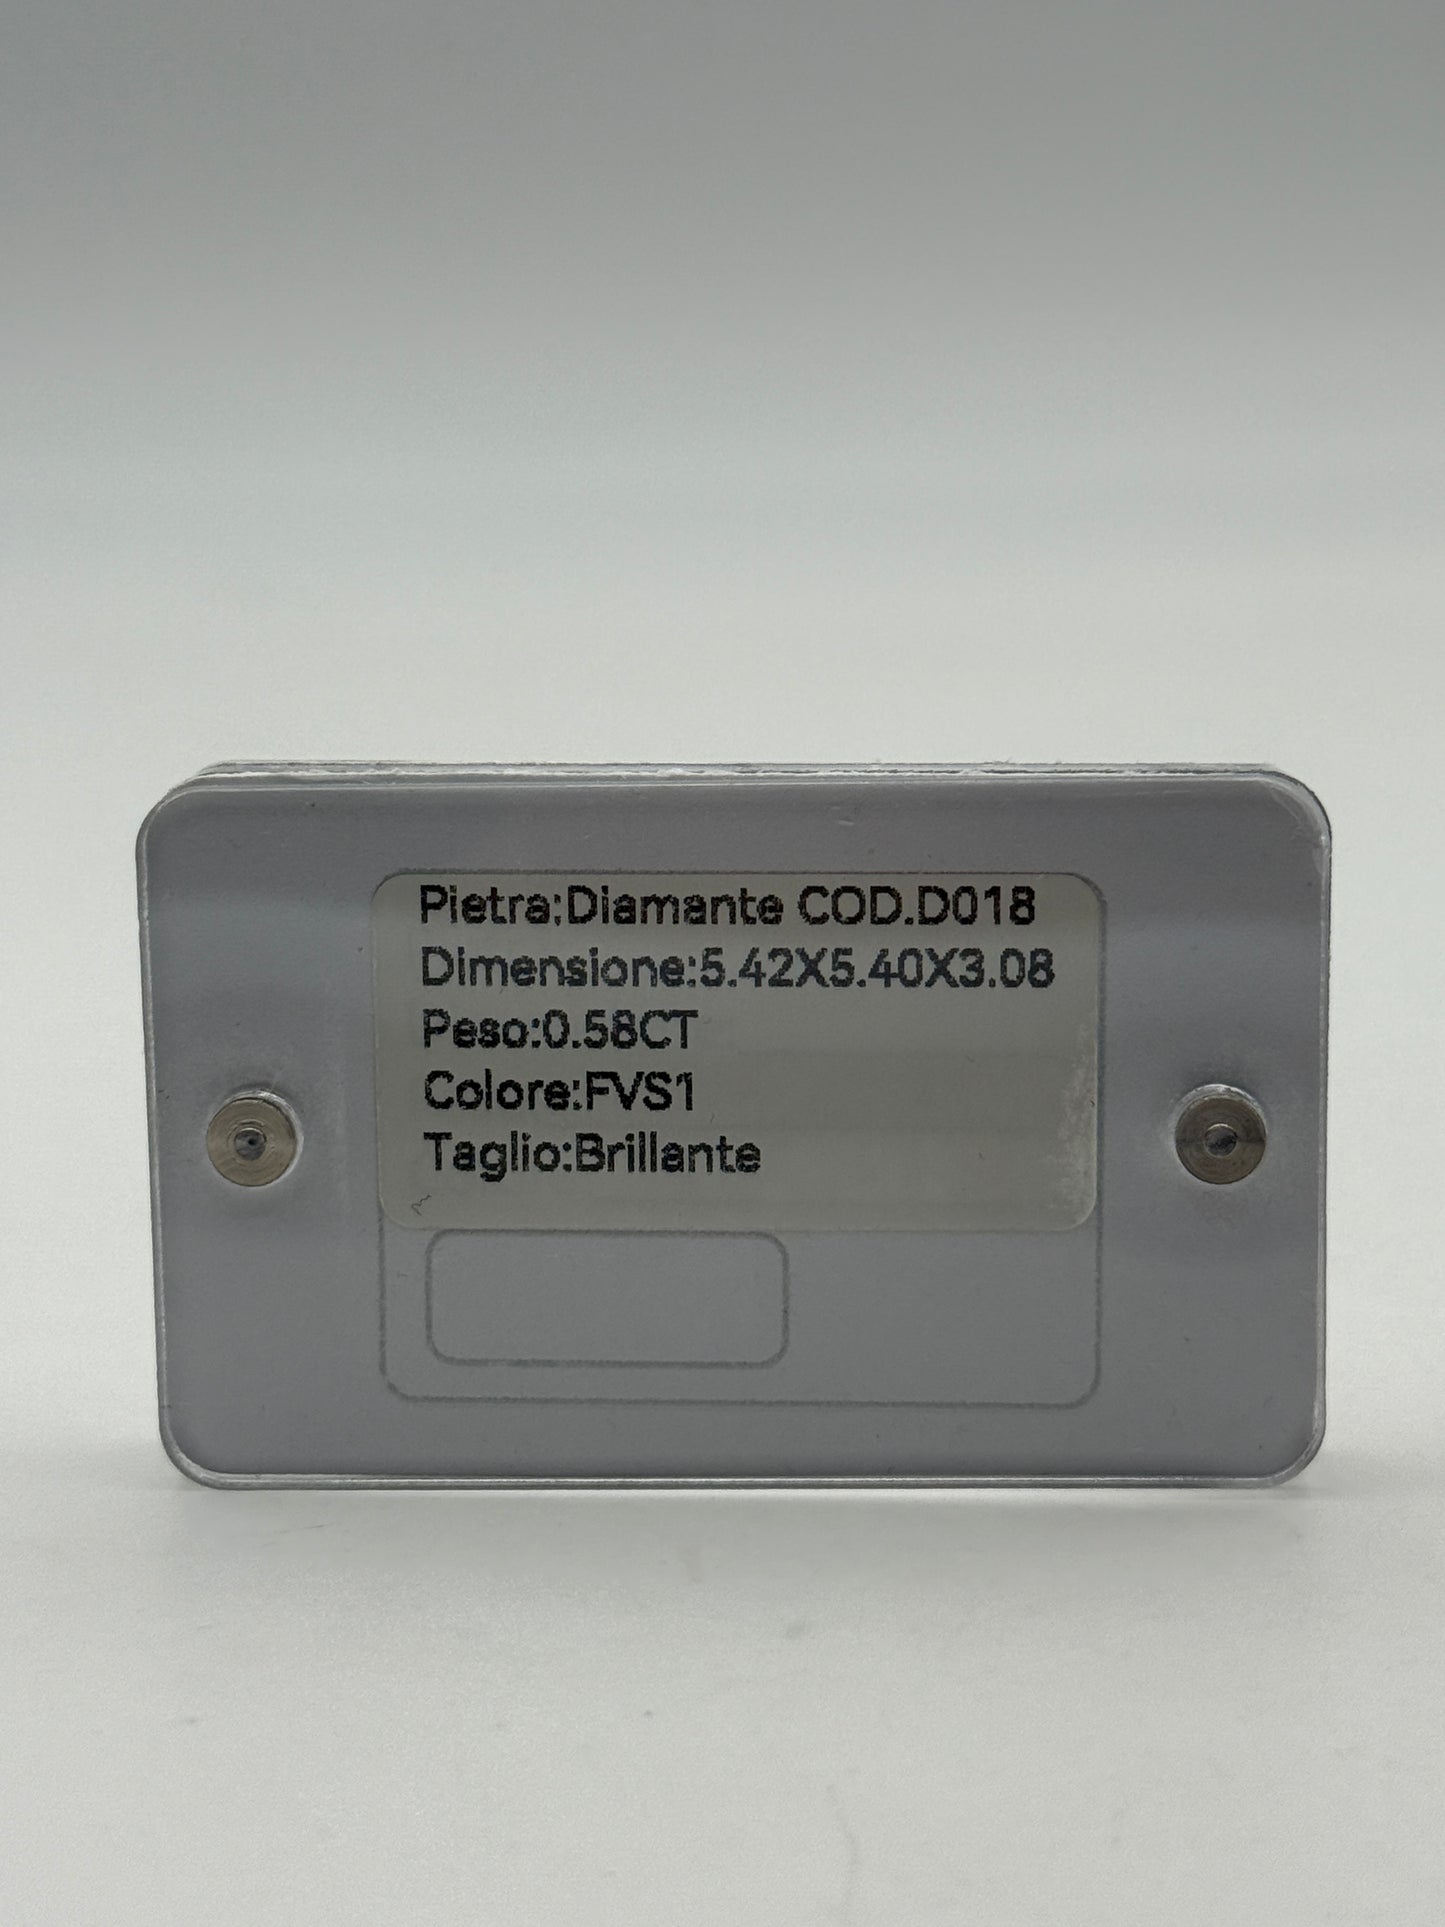 Pietra:Diamante COD.D018
Dimensione:5.42X5.40X3.08
Peso:0.58CT
Colore:FVS1
Taglio:Brillante